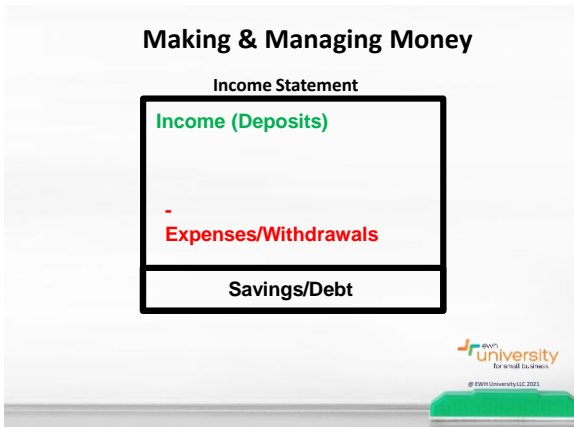 Making & Managing Money
Income Statement
Income (Deposits)
-
Expenses/Withdrawals
Savings/Debt
ewh
university
for small business
@ EWH University LLC 2021